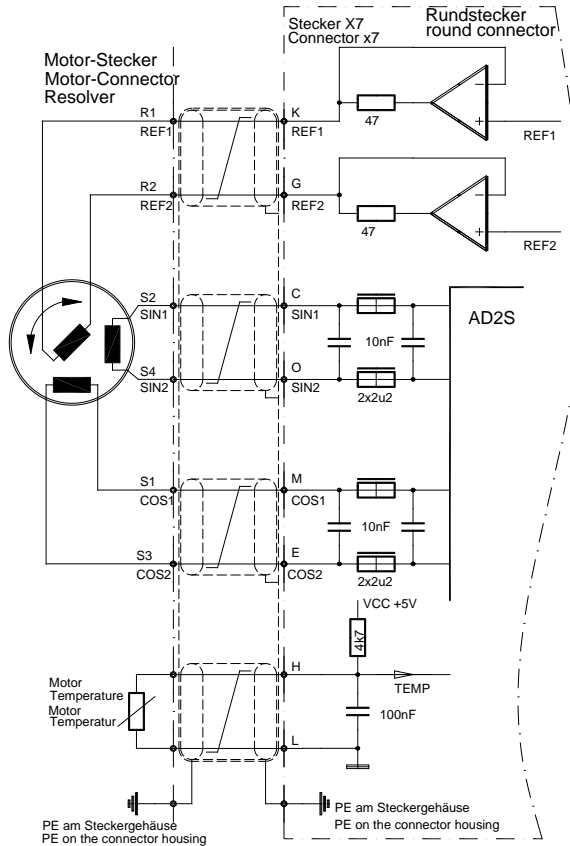 Stecker X7
Connector x7
Rundstecker
round connector
Motor-Stecker
Motor-Connector
Resolver
R1
REF1
K
REF1
47
REF1
R2
REF2
G
REF2
47
REF2
S2
SIN1
C
SIN1
AD2S
10nF
S4
SIN2
O
SIN2
2x2u2
S1
COS1
M
COS1
10nF
S3
COS2
E
COS2
2x2u2
VCC +5V
4k7
H
TEMP
Motor
Temperature
Motor
Temperatur
100nF
L
PE am Steckergehäuse
PE on the connector housing
PE am Steckergehäuse
PE on the connector housing